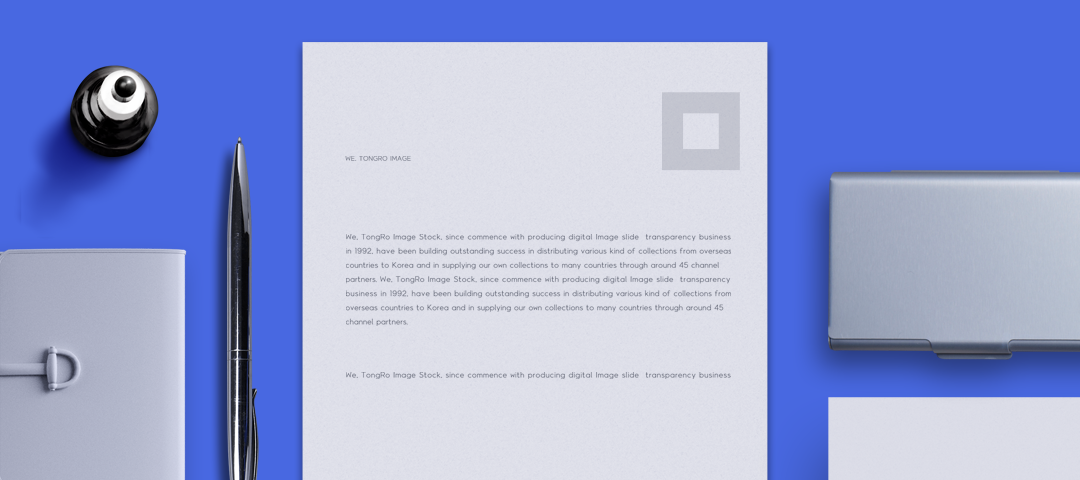 WE. TONGRO IMAGE
We, TongRo Image Stock, since commence with producing digital Image slide transparency business
in 1992, have been building outstanding success in distributing various kind of collections from overseas
countries to Korea and in supplying our own collections to many countries through around 45 channel
partners. We, TongRo Image Stock, since commence with producing digital Image slide transparency
business in 1992, have been building outstanding success in distributing various kind of collections from
overseas countries to Korea and in supplying our own collections to many countries through around 45
channel partners.
We, TongRo Image Stock, since commence with producing digital Image slide transparency business